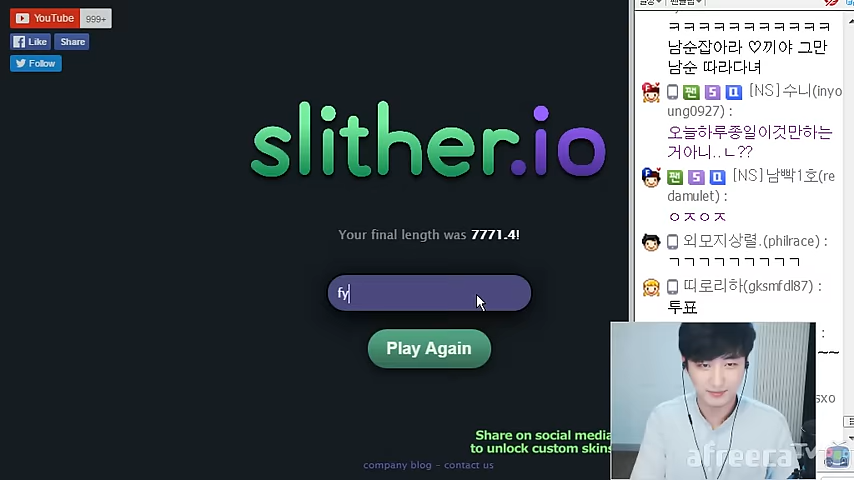 YouTube 999+
Like Share
Follow
slither.io
Your final length was 7771.4!
fy
Play Again
Share on social media
to unlock custom skins
company blog - contact us
ㅋㅋㅋㅋㅋㅋㅋㅋㅋㅋㅋ
남순잡아라 ♡끼야 그만
남순 따라다녀
팬 S [NS]수니(inyo
ung0927) :
오늘하루종일이것만하는
거아니..ㄴ??
팬 S [NS]남빡1호(re
damulet) :
ㅇㅈㅇㅈ
외모지상렬.(philrace) :
ㄱㄱㄱㄱㄱㄱㄱㄱㄱ
띠로리하(gksmfdl87) :
투표
:
~~
sxo
afreecaTV